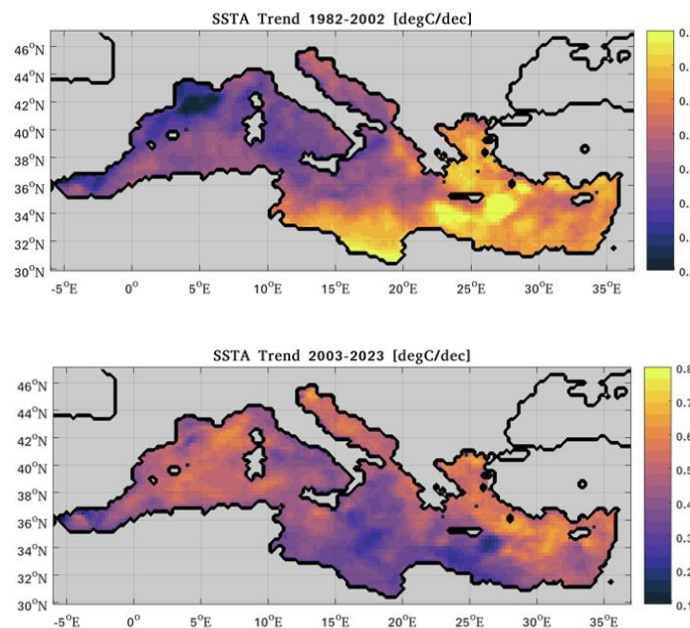 SSTA Trend 1982-2002 [degC/dec]
46°N
44°N
42°N
40°N
38°N
36°N
34°N
32°N
30°N
-5°E 0° 5°E 10°E 15°E 20°E 25°E 30°E 35°E
SSTA Trend 2003-2023 [degC/dec]
46°N
44°N
42°N
40°N
38°N
36°N
34°N
32°N
30°N
-5°E 0° 5°E 10°E 15°E 20°E 25°E 30°E 35°E
0.8
0.7
0.6
0.5
0.4
0.3
0.2
0.1